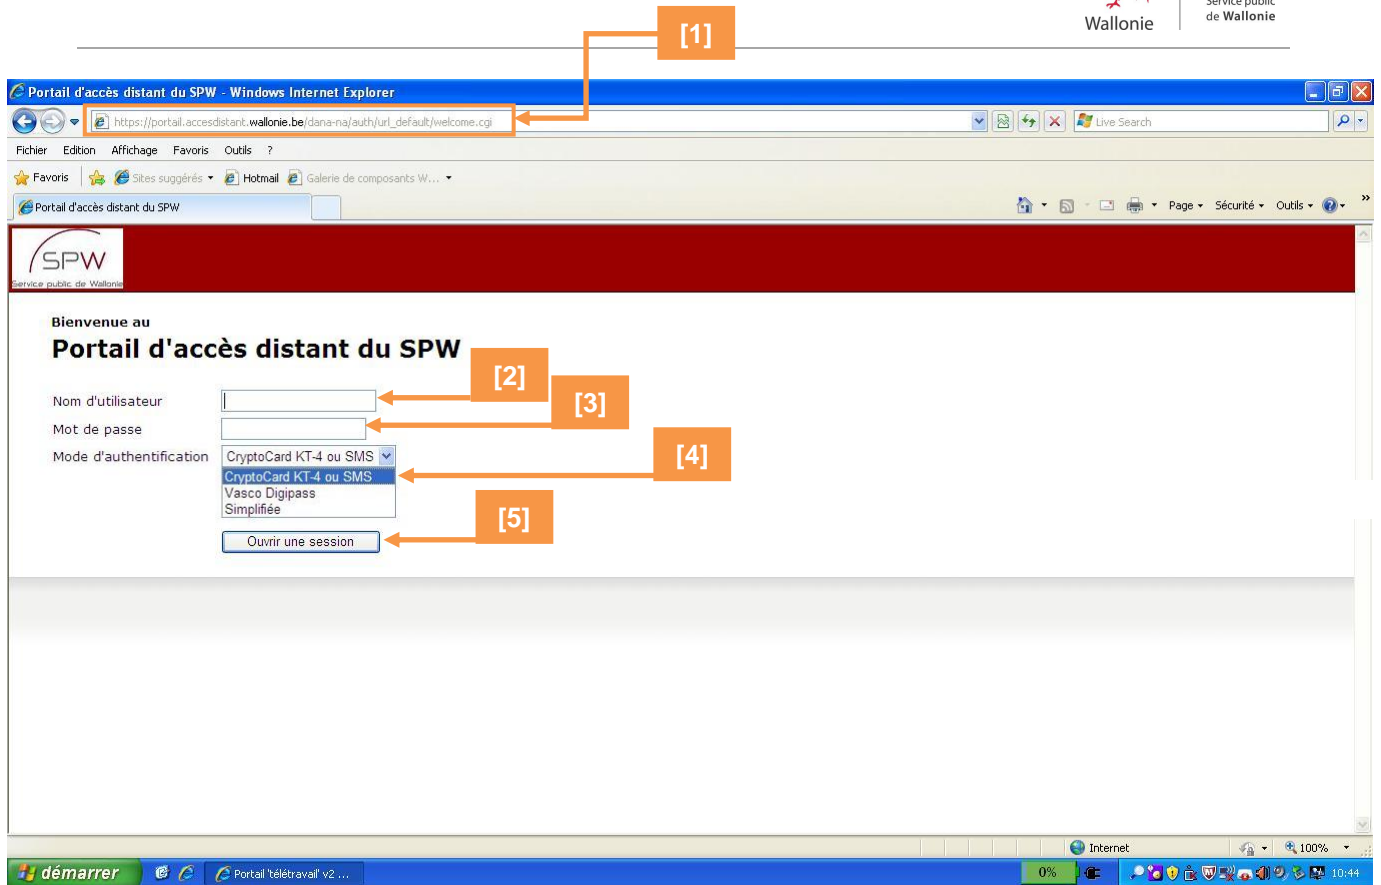 [1]
Wallonie
Service public
de Wallonie
Portail d'accès distant du SPW - Windows Internet Explorer
https://portail.accesdistant.wallonie.be/dana-na/auth/url_default/welcome.cgi
Live Search
Fichier Edition Affichage Favoris Outils ?
Favoris Sites suggérés Hotmail Galerie de composants W...
Portail d'accès distant du SPW
Page Sécurité Outils
SPW
Service public de Wallonie
Bienvenue au
Portail d'accès distant du SPW
[2]
Nom d'utilisateur
[3]
Mot de passe
Mode d'authentification CryptoCard KT-4 ou SMS
[4]
CryptoCard KT-4 ou SMS
Vasco Digipass
Simplifiée
[5]
Ouvrir une session
Internet 100%
démarrer Portail 'télétravail' v2 ... 0% 10:44